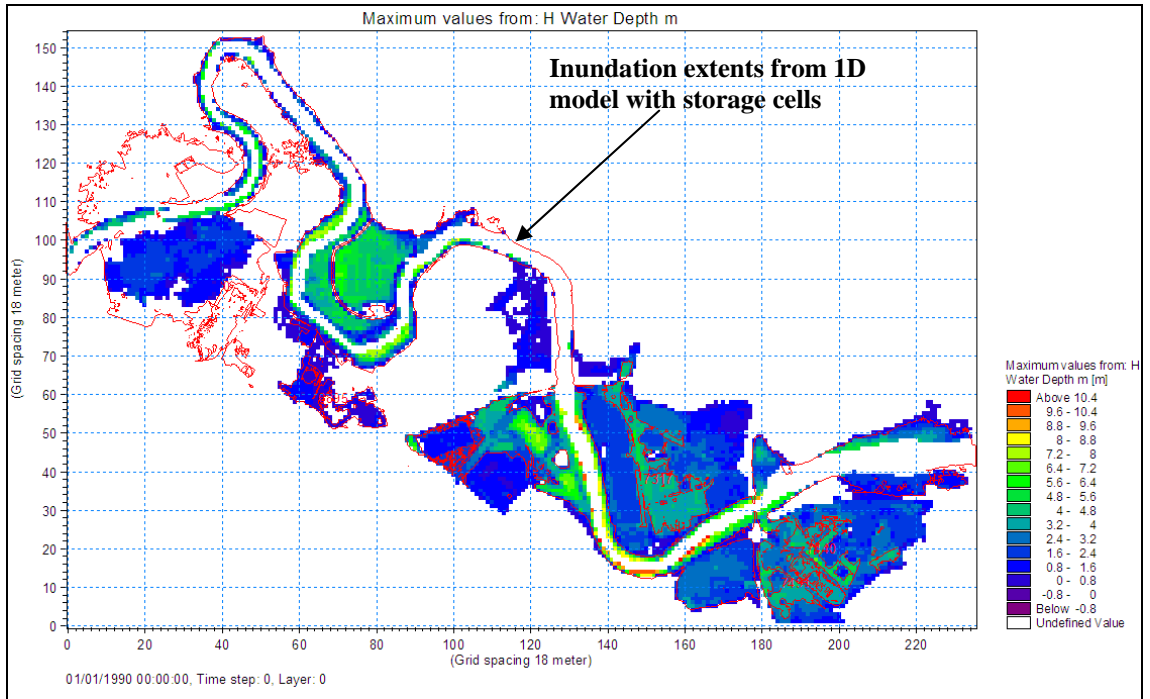 Maximum values from: H Water Depth m
Inundation extents from 1D
model with storage cells
150
140
130
120
110
100
90
80
70
60
50
40
30
20
10
0
(Grid spacing 18 meter)
0 20 40 60 80 100 120 140 160 180 200 220
(Grid spacing 18 meter)
01/01/1990 00:00:00, Time step: 0, Layer: 0
Maximum values from: H
Water Depth m [m]
Above 10.4
9.6 - 10.4
8.8 - 9.6
8 - 8.8
7.2 - 8
6.4 - 7.2
5.6 - 6.4
4.8 - 5.6
4 - 4.8
3.2 - 4
2.4 - 3.2
1.6 - 2.4
0.8 - 1.6
0 - 0.8
-0.8 - 0
Below -0.8
Undefined Value